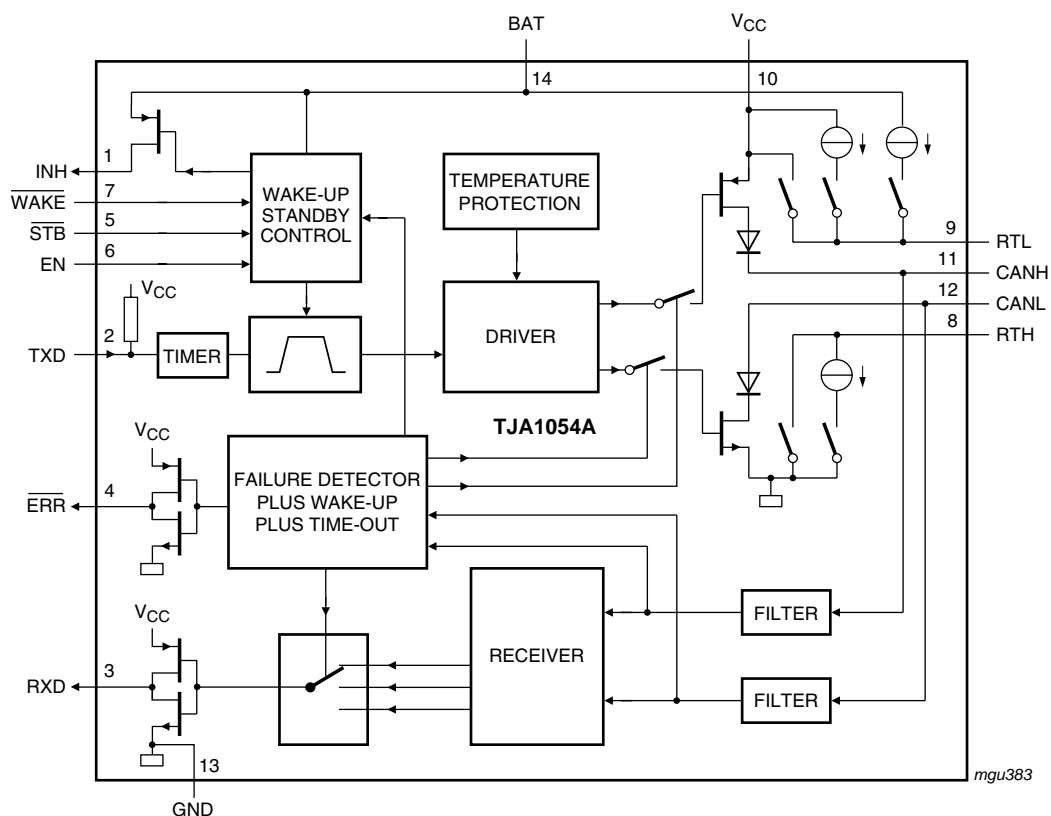 BAT
VCC
14
10
1
INH
7
WAKE
5
STB
6
EN
WAKE-UP
STANDBY
CONTROL
TEMPERATURE
PROTECTION
9
RTL
11
CANH
12
CANL
8
RTH
VCC
2
TXD
TIMER
DRIVER
TJA1054A
VCC
4
ERR
FAILURE DETECTOR
PLUS WAKE-UP
PLUS TIME-OUT
VCC
3
RXD
RECEIVER
FILTER
FILTER
13
GND
mgu383